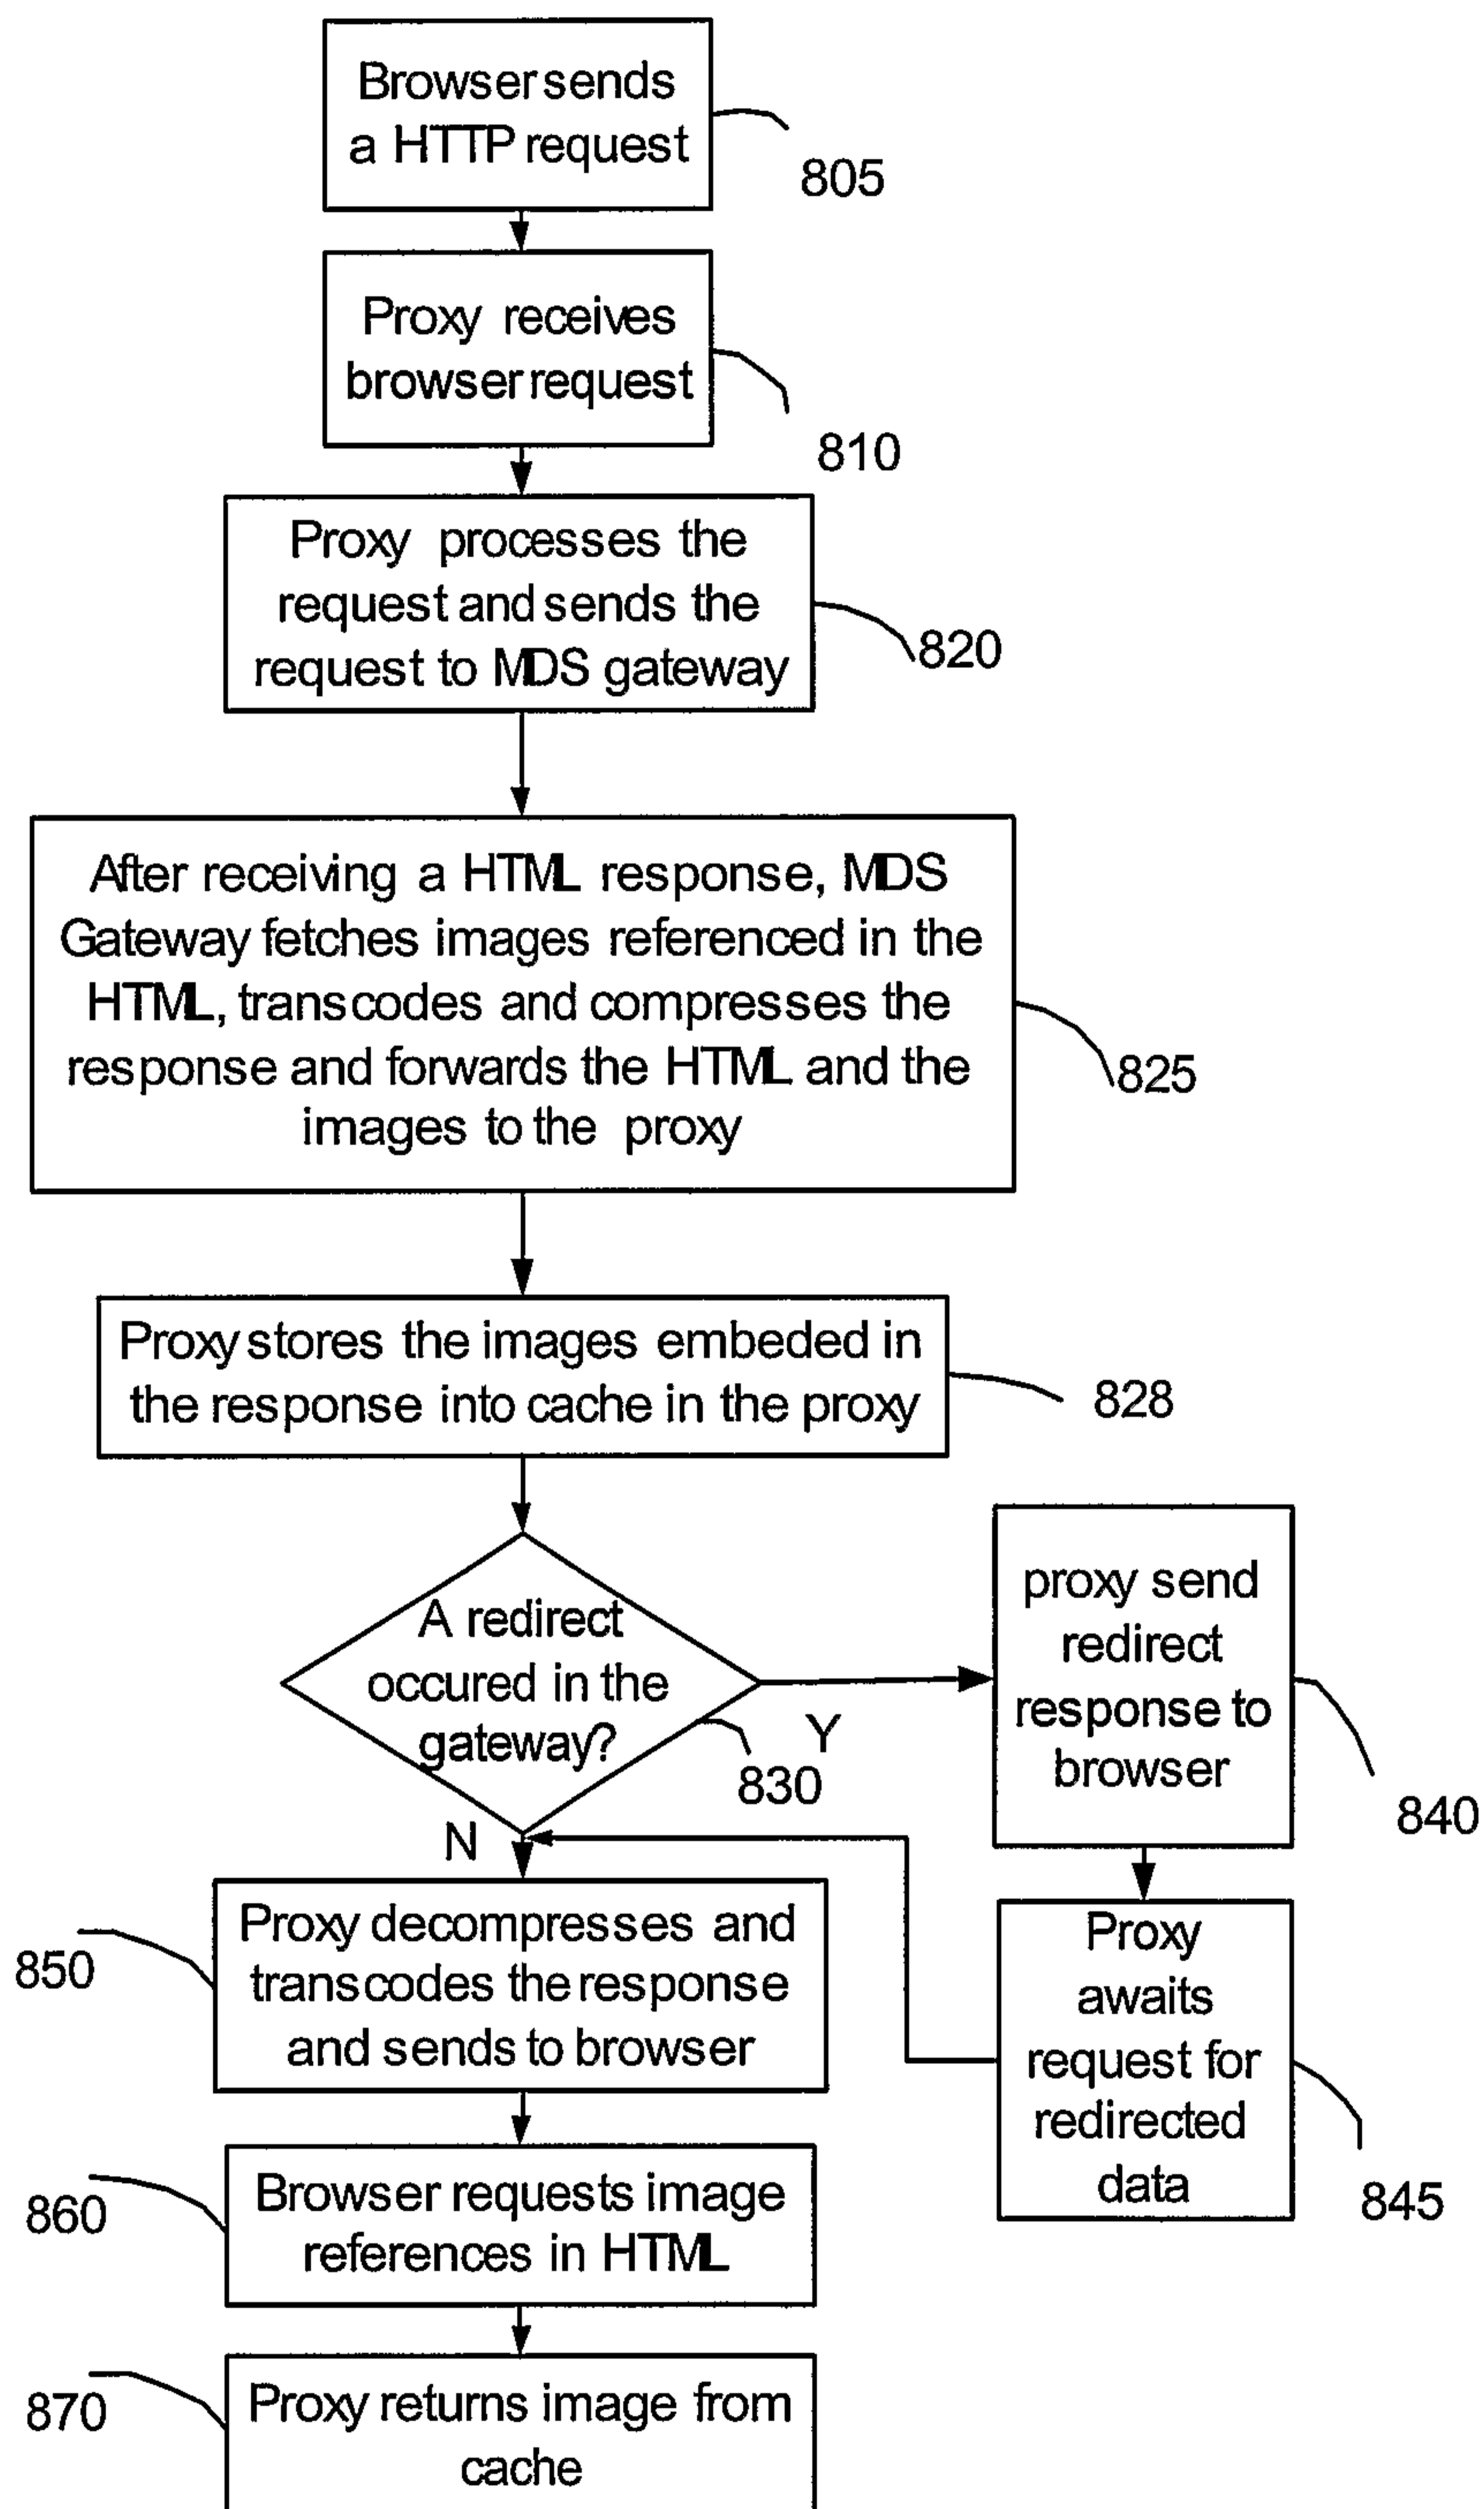 Browser sends
a HTTP request
805
Proxy receives
browser request
810
Proxy processes the
request and sends the
request to MDS gateway
820
After receiving a HTML response, MDS
Gateway fetches images referenced in the
HTML, transcodes and compresses the
response and forwards the HTML and the
images to the proxy
825
Proxy stores the images embeded in
the response into cache in the proxy
828
A redirect
occured in the
gateway?
830
Y
N
proxy send
redirect
response to
browser
840
Proxy
awaits
request for
redirected
data
845
Proxy decompresses and
transcodes the response
and sends to browser
850
Browser requests image
references in HTML
860
Proxy returns image from
cache
870